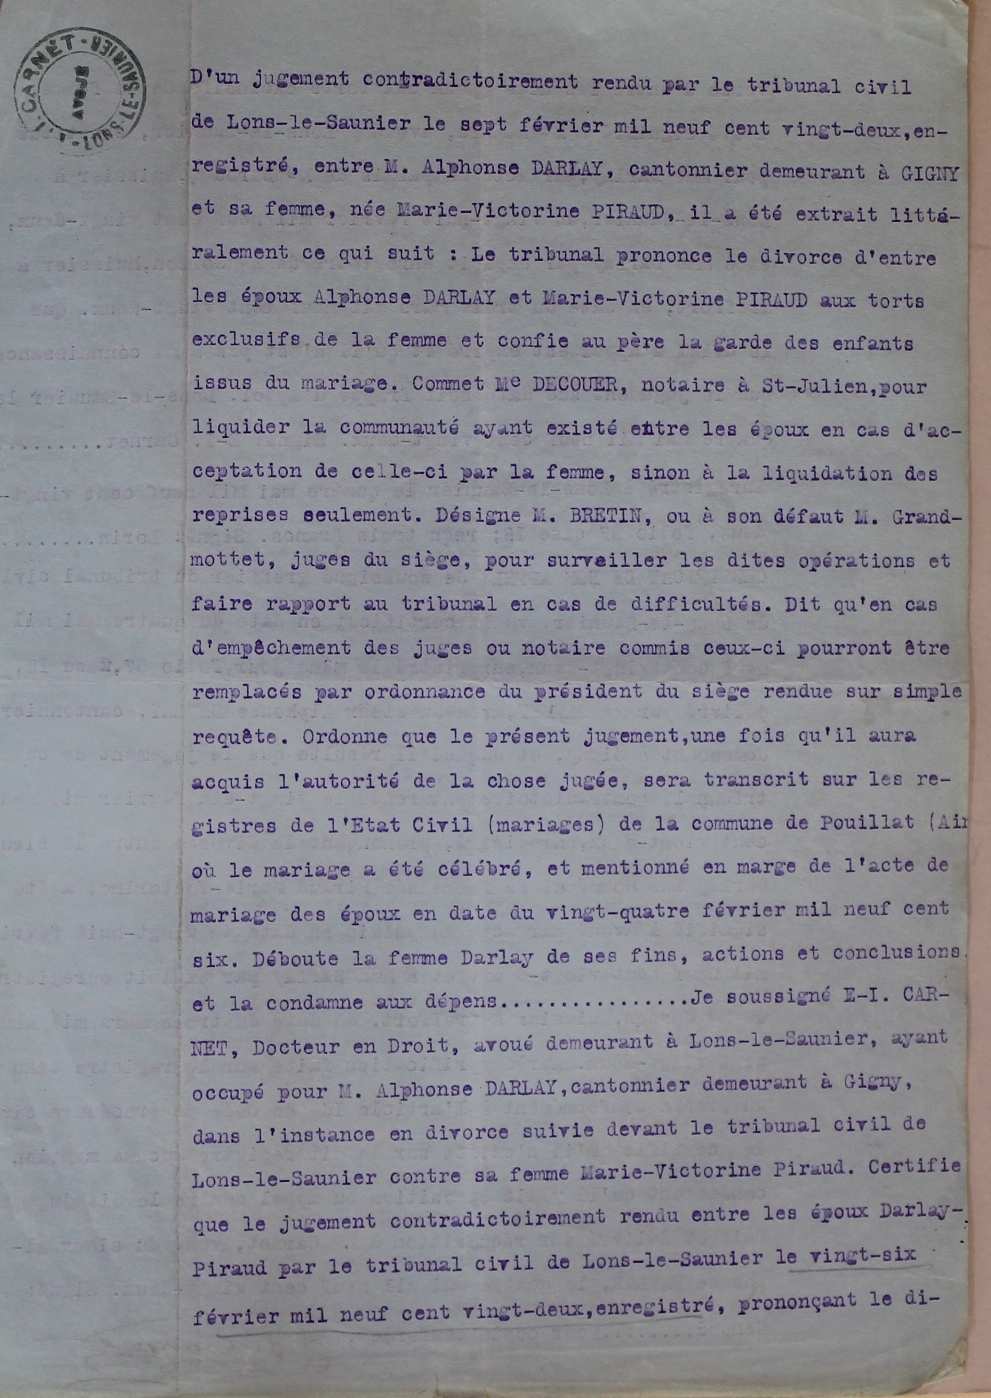 E-I. CARNET - LONS-LE-SAUNIER
AVOUÉ
D'un jugement contradictoirement rendu par le tribunal civil
de Lons-le-Saunier le sept février mil neuf cent vingt-deux,en-
registré, entre M. Alphonse DARLAY, cantonnier demeurant à GIGNY
et sa femme, née Marie-Victorine PIRAUD, il a été extrait litté-
ralement ce qui suit : Le tribunal prononce le divorce d'entre
les époux Alphonse DARLAY et Marie-Victorine PIRAUD aux torts
exclusifs de la femme et confie au père la garde des enfants
issus du mariage. Commet Me DECOUER, notaire à St-Julien,pour
liquider la communauté ayant existé entre les époux en cas d'ac-
ceptation de celle-ci par la femme, sinon à la liquidation des
reprises seulement. Désigne M. BRETIN, ou à son défaut M. Grand-
mottet, juges du siège, pour surveiller les dites opérations et
faire rapport au tribunal en cas de difficultés. Dit qu'en cas
d'empêchement des juges ou notaire commis ceux-ci pourront être
remplacés par ordonnance du président du siège rendue sur simple
requête. Ordonne que le présent jugement,une fois qu'il aura
acquis l'autorité de la chose jugée, sera transcrit sur les re-
gistres de l'Etat Civil (mariages) de la commune de Pouillat (Ain
où le mariage a été célébré, et mentionné en marge de l'acte de
mariage des époux en date du vingt-quatre février mil neuf cent
six. Déboute la femme Darlay de ses fins, actions et conclusions.
et la condamne aux dépens................Je soussigné E-I. CAR-
NET, Docteur en Droit, avoué demeurant à Lons-le-Saunier, ayant
occupé pour M. Alphonse DARLAY,cantonnier demeurant à Gigny,
dans l'instance en divorce suivie devant le tribunal civil de
Lons-le-Saunier contre sa femme Marie-Victorine Piraud. Certifie
que le jugement contradictoirement rendu entre les époux Darlay-
Piraud par le tribunal civil de Lons-le-Saunier le vingt-six
février mil neuf cent vingt-deux,enregistré, prononçant le di-